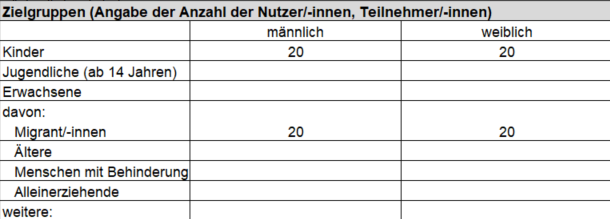 Zielgruppen (Angabe der Anzahl der Nutzer/-innen, Teilnehmer/-innen)
männlich weiblich
Kinder 20 20
Jugendliche (ab 14 Jahren)
Erwachsene
davon:
Migrant/-innen 20 20
Ältere
Menschen mit Behinderung
Alleinerziehende
weitere: